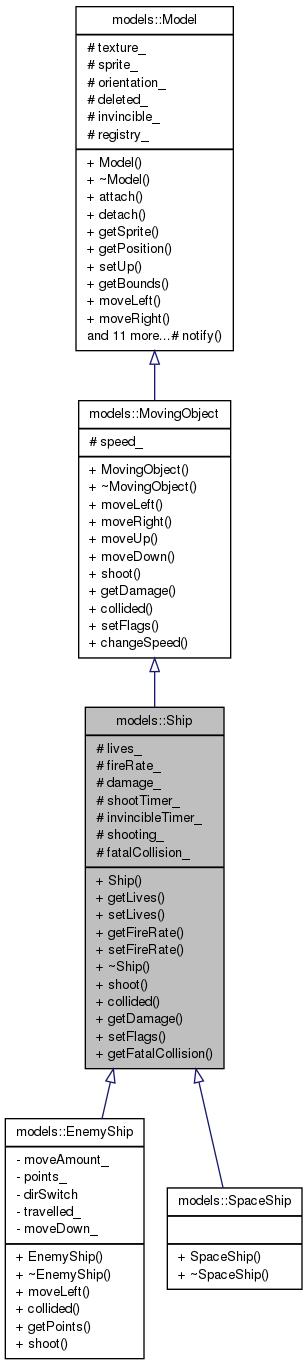 models::Model
# texture_
# sprite_
# orientation_
# deleted_
# invincible_
# registry_
+ Model()
+ ~Model()
+ attach()
+ detach()
+ getSprite()
+ getPosition()
+ setUp()
+ getBounds()
+ moveLeft()
+ moveRight()
and 11 more...# notify()
models::MovingObject
# speed_
+ MovingObject()
+ ~MovingObject()
+ moveLeft()
+ moveRight()
+ moveUp()
+ moveDown()
+ shoot()
+ getDamage()
+ collided()
+ setFlags()
+ changeSpeed()
models::Ship
# lives_
# fireRate_
# damage_
# shootTimer_
# invincibleTimer_
# shooting_
# fatalCollision_
+ Ship()
+ getLives()
+ setLives()
+ getFireRate()
+ setFireRate()
+ ~Ship()
+ shoot()
+ collided()
+ getDamage()
+ setFlags()
+ getFatalCollision()
models::EnemyShip
- moveAmount_
- points_
- dirSwitch
- travelled_
- moveDown_
+ EnemyShip()
+ ~EnemyShip()
+ moveLeft()
+ collided()
+ getPoints()
+ shoot()
models::SpaceShip
+ SpaceShip()
+ ~SpaceShip()